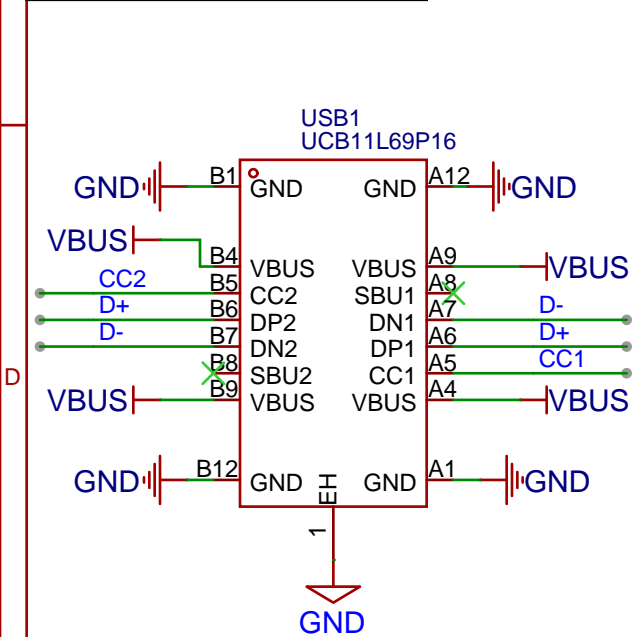 USB1
UCB11L69P16
GND B1 GND GND A12 GND
VBUS B4 VBUS VBUS A9 VBUS
CC2 B5 CC2 SBU1 A8
D+ B6 DP2 DN1 A7 D-
D- B7 DN2 DP1 A6 D+
B8 SBU2 CC1 A5 CC1
VBUS B9 VBUS VBUS A4 VBUS
GND B12 GND EH GND A1 GND
1
GND
D